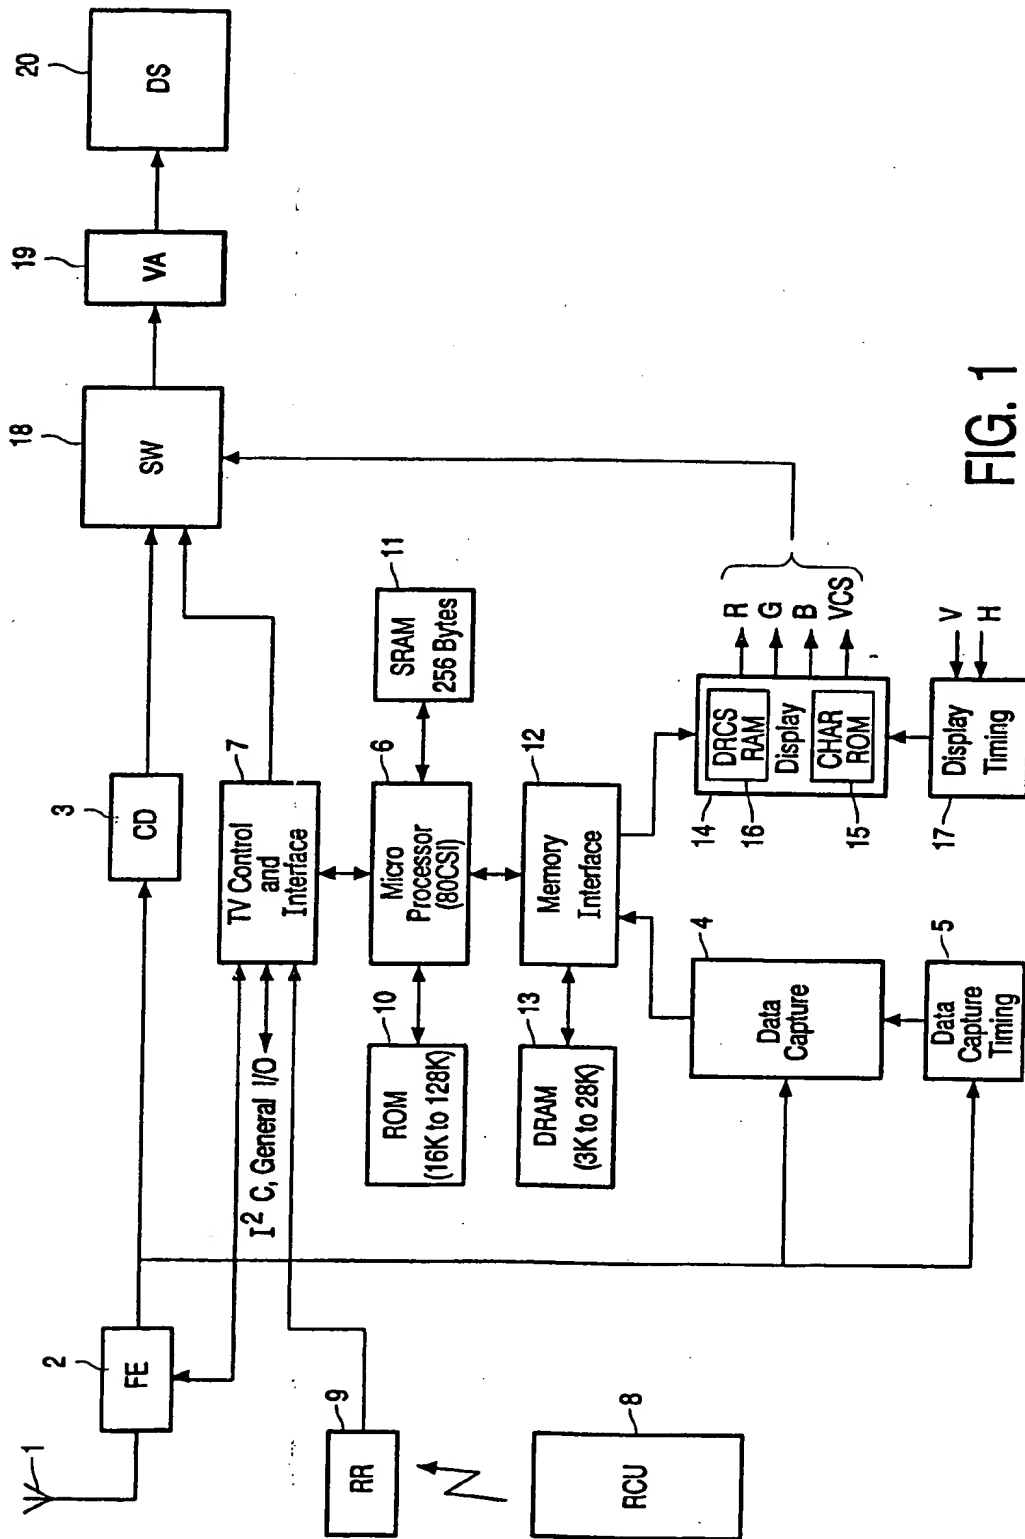 1
2
FE
3
CD
18
SW
19
VA
20
DS
I² C, General I/O
7
TV Control
and
Interface
9
RR
8
RCU
10
ROM
(16K to 128K)
6
Micro
Processor
(80CSI)
11
SRAM
256 Bytes
13
DRAM
(3K to 28K)
12
Memory
Interface
4
Data
Capture
5
Data
Capture
Timing
14
16
15
DRCS
RAM
Display
CHAR
ROM
R
G
B
VCS
17
Display
Timing
V
H
FIG. 1